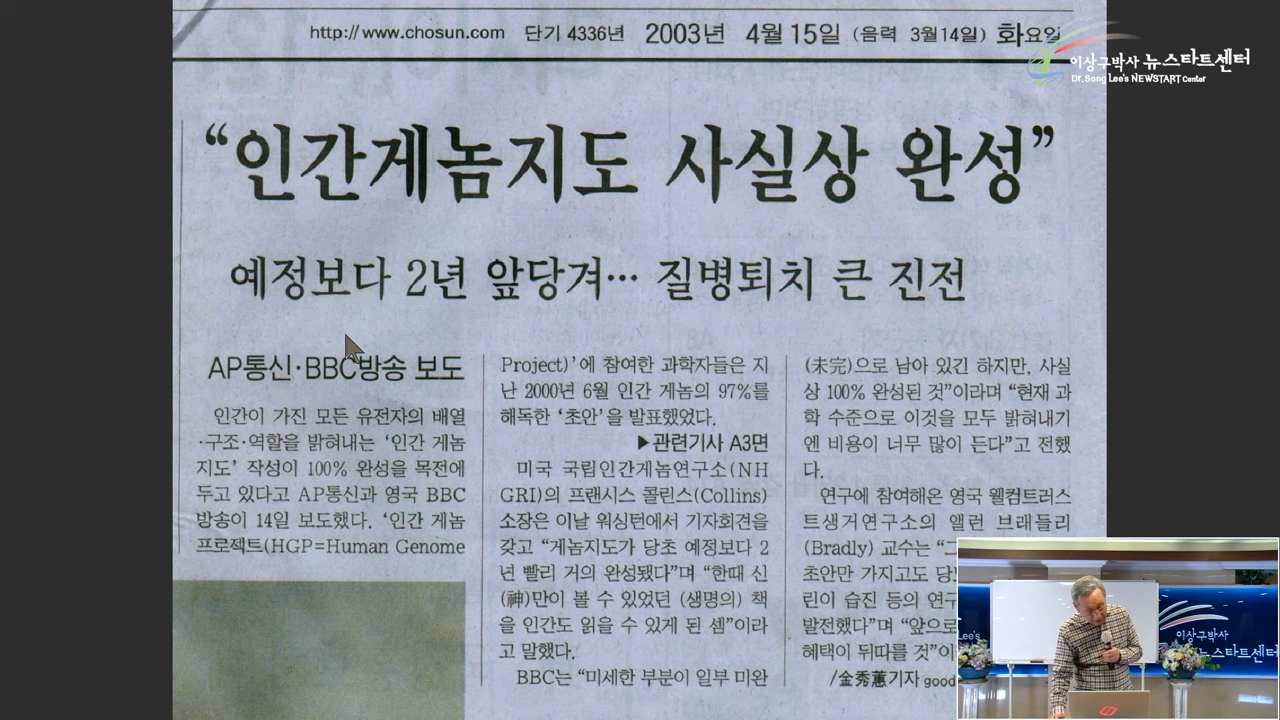 http://www.chosun.com 단기 4336년 2003년 4월 15일 (음력 3월14일) 화요일
이상구박사 뉴스타트센터
Dr. Sang Lee's NEWSTART Center
“인간게놈지도 사실상 완성”
예정보다 2년 앞당겨… 질병퇴치 큰 진전
AP통신·BBC방송 보도
인간이 가진 모든 유전자의 배열
·구조·역할을 밝혀내는 ‘인간 게놈
지도’ 작성이 100% 완성을 목전에
두고 있다고 AP통신과 영국 BBC
방송이 14일 보도했다. ‘인간 게놈
프로젝트(HGP=Human Genome
Project)’에 참여한 과학자들은 지
난 2000년 6월 인간 게놈의 97%를
해독한 ‘초안’을 발표했었다.
▶관련기사 A3면
미국 국립인간게놈연구소(NH
GRI)의 프랜시스 콜린스(Collins)
소장은 이날 워싱턴에서 기자회견을
갖고 “게놈지도가 당초 예정보다 2
년 빨리 거의 완성됐다”며 “한때 신
(神)만이 볼 수 있었던 (생명의) 책
을 인간도 읽을 수 있게 된 셈”이라
고 말했다.
BBC는 “미세한 부분이 일부 미완
(未完)으로 남아 있긴 하지만, 사실
상 100% 완성된 것”이라며 “현재 과
학 수준으로 이것을 모두 밝혀내기
엔 비용이 너무 많이 든다”고 전했
다.
연구에 참여해온 영국 웰컴트러스
트생거연구소의 앨런 브래들리
(Bradly) 교수는 “그
초안만 가지고도 당
린이 습진 등의 연구
발전했다”며 “앞으로
혜택이 뒤따를 것”이
/金秀蕙기자 good
Lee's
이상구박사
뉴스타트센터